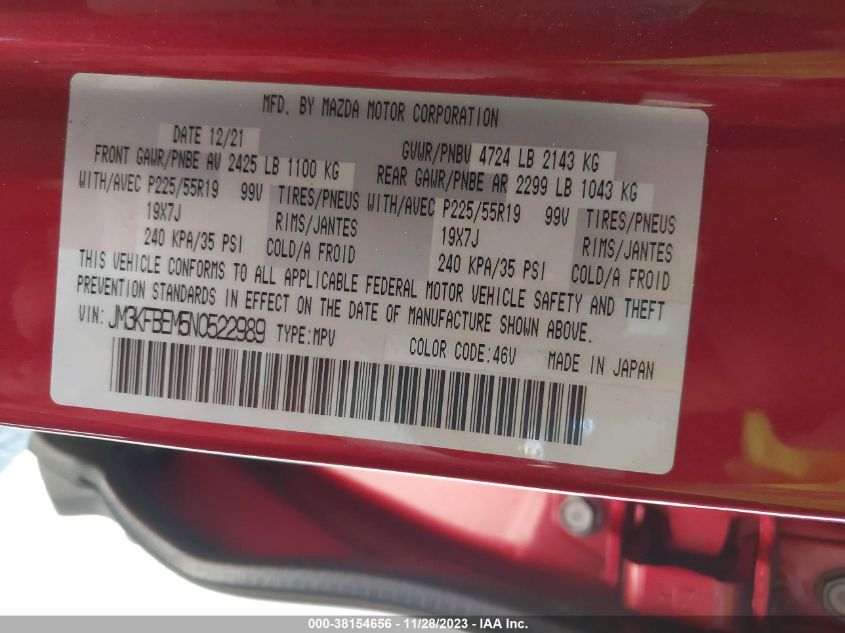 MFD. BY MAZDA MOTOR CORPORATION
DATE 12/21 GVWR/PNBV 4724 LB 2143 KG
FRONT GAWR/PNBE AV 2425 LB 1100 KG REAR GAWR/PNBE AR 2299 LB 1043 KG
WITH/AVEC P225/55R19 99V TIRES/PNEUS WITH/AVEC P225/55R19 99V TIRES/PNEUS
19X7J RIMS/JANTES 19X7J RIMS/JANTES
240 KPA/35 PSI COLD/A FROID 240 KPA/35 PSI COLD/A FROID
THIS VEHICLE CONFORMS TO ALL APPLICABLE FEDERAL MOTOR VEHICLE SAFETY AND THEFT
PREVENTION STANDARDS IN EFFECT ON THE DATE OF MANUFACTURE SHOWN ABOVE.
VIN: JM3KFBEM5N0522989 TYPE:MPV COLOR CODE:46V MADE IN JAPAN
000-38154656 - 11/28/2023 - IAA Inc.